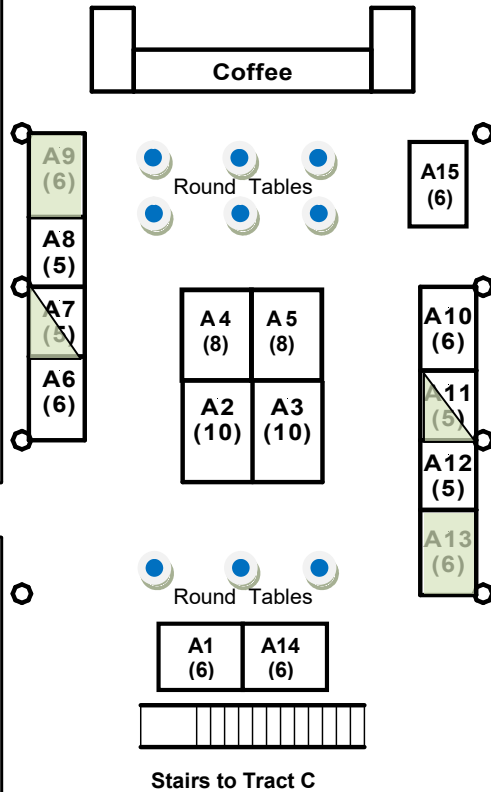 Coffee
A9
(6)
Round Tables
A15
(6)
A8
(5)
A7
(5)
A6
(6)
A4
(8)
A5
(8)
A2
(10)
A3
(10)
A10
(6)
A11
(5)
A12
(5)
A13
(6)
Round Tables
A1
(6)
A14
(6)
Stairs to Tract C